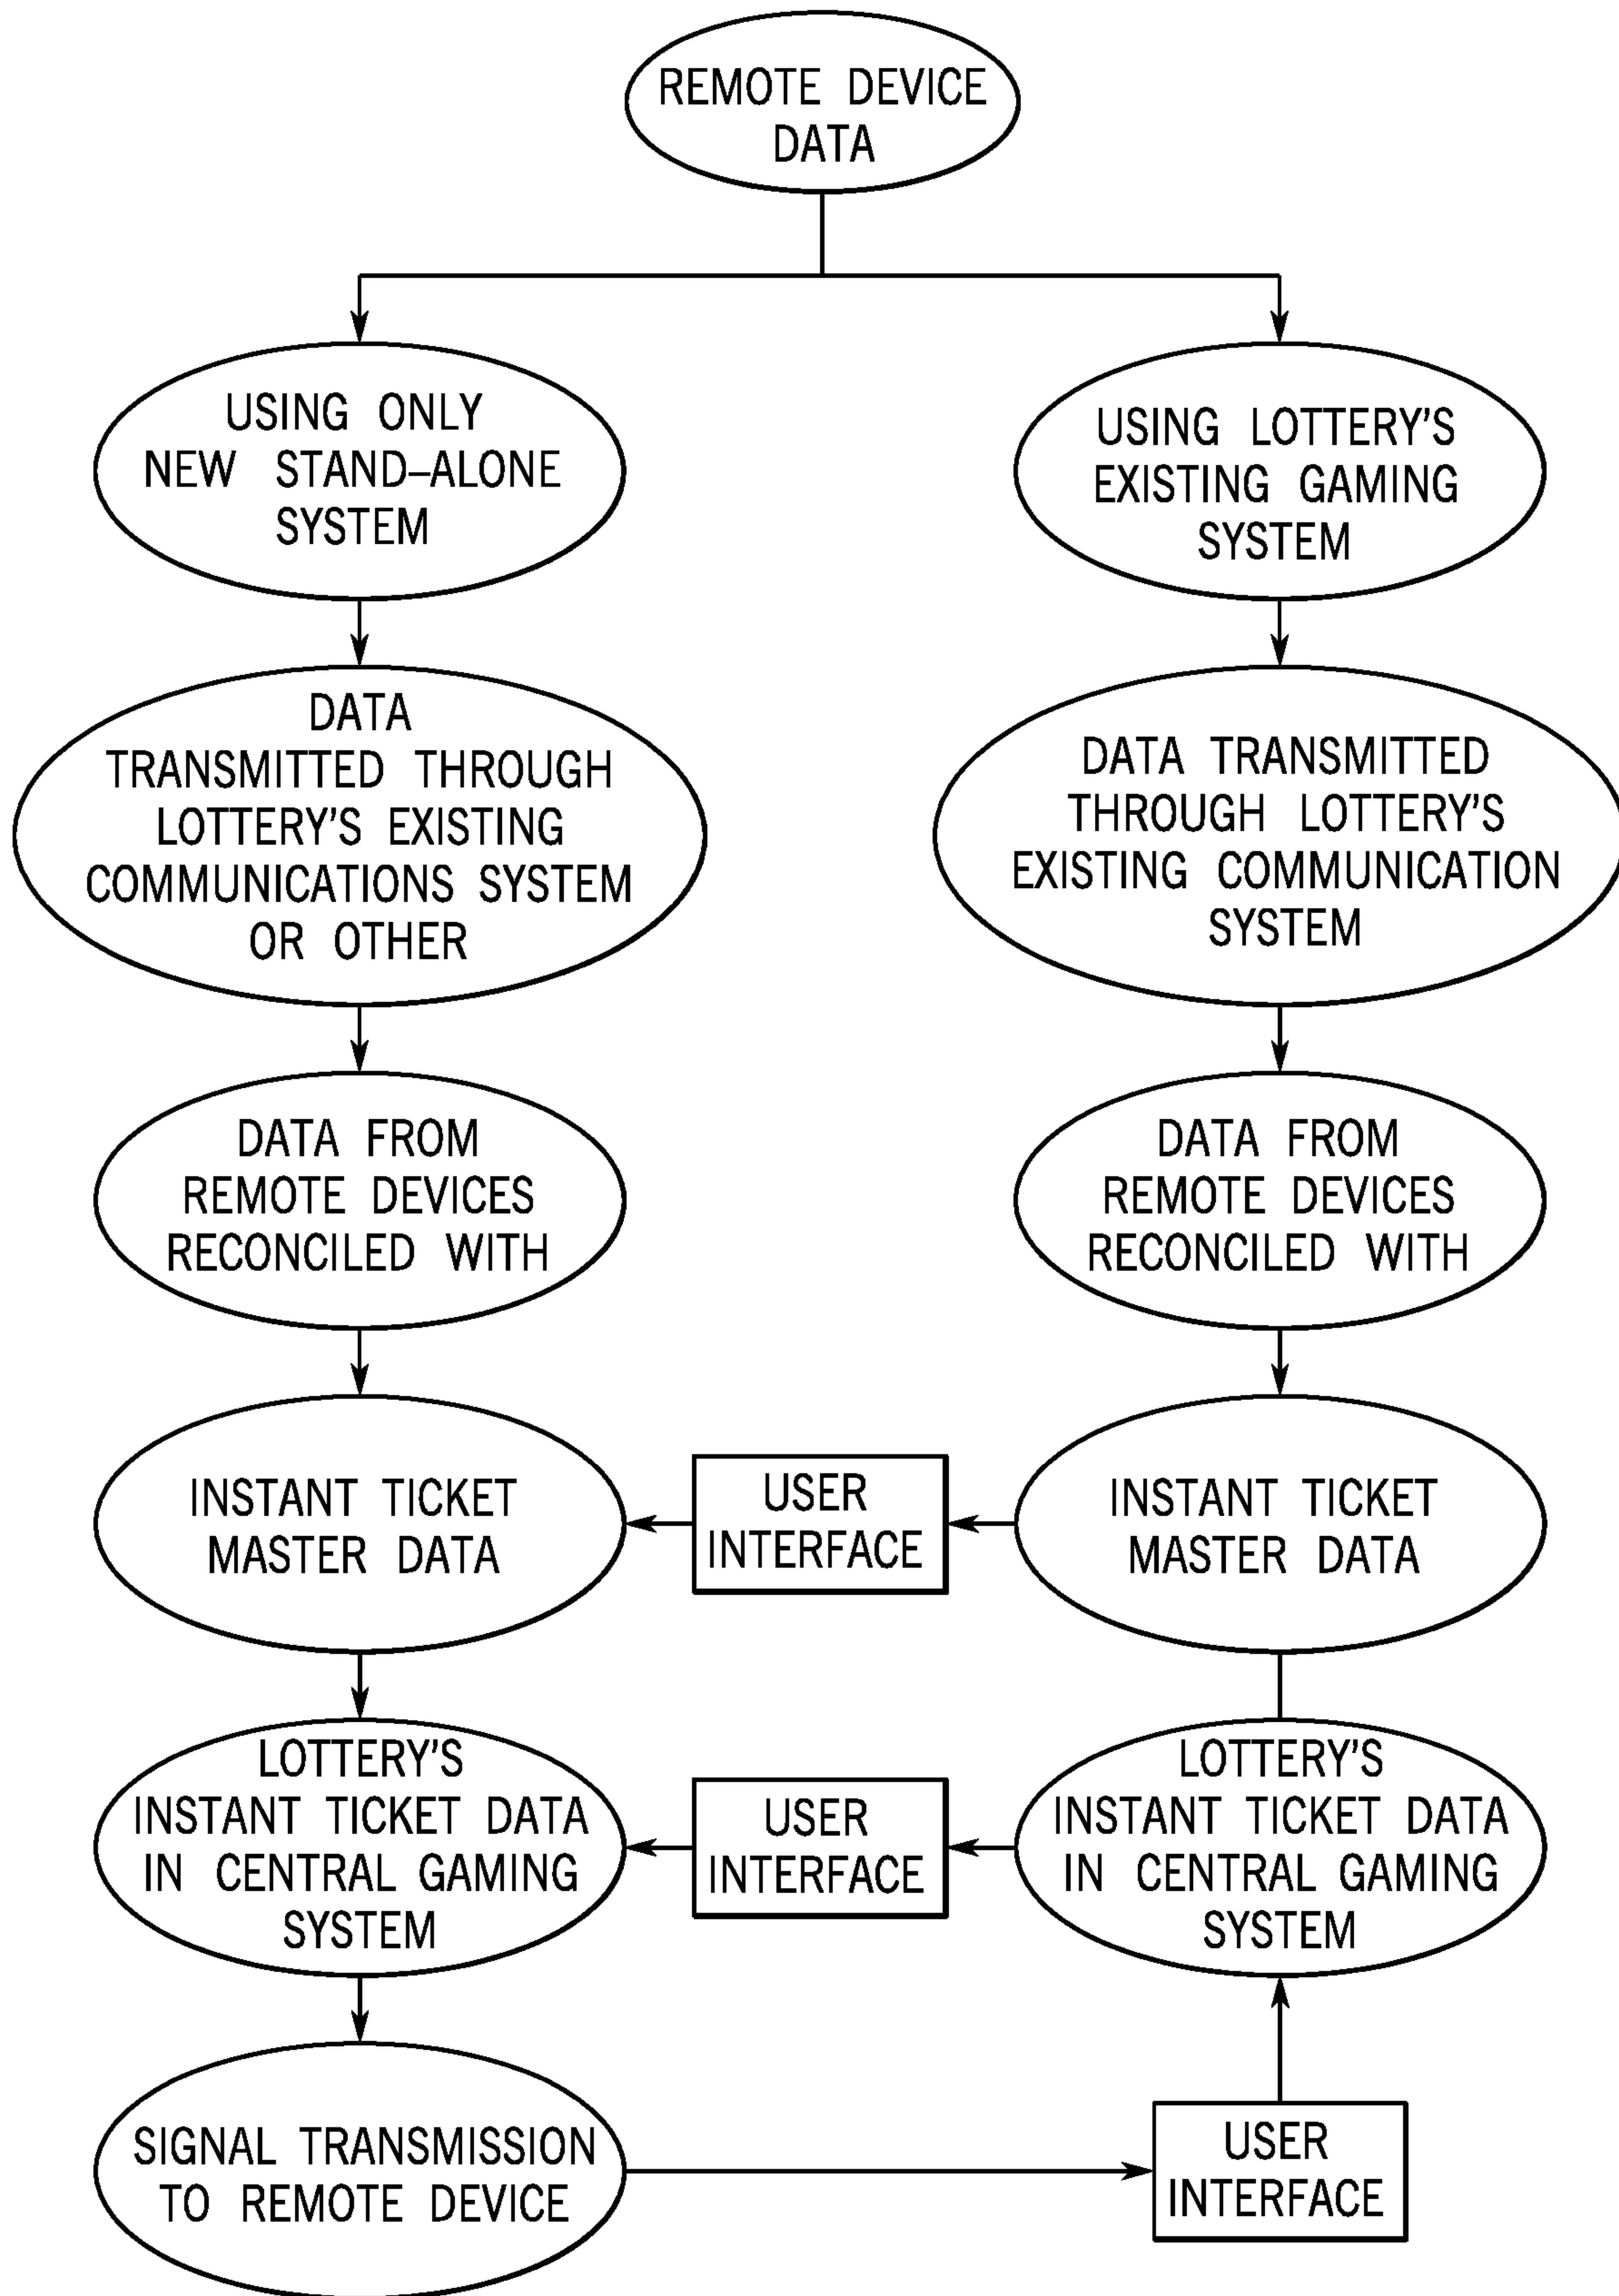 REMOTE DEVICE
DATA
USING ONLY
NEW STAND–ALONE
SYSTEM
USING LOTTERY'S
EXISTING GAMING
SYSTEM
DATA
TRANSMITTED THROUGH
LOTTERY'S EXISTING
COMMUNICATIONS SYSTEM
OR OTHER
DATA TRANSMITTED
THROUGH LOTTERY'S
EXISTING COMMUNICATION
SYSTEM
DATA FROM
REMOTE DEVICES
RECONCILED WITH
DATA FROM
REMOTE DEVICES
RECONCILED WITH
INSTANT TICKET
MASTER DATA
USER
INTERFACE
INSTANT TICKET
MASTER DATA
LOTTERY'S
INSTANT TICKET DATA
IN CENTRAL GAMING
SYSTEM
USER
INTERFACE
LOTTERY'S
INSTANT TICKET DATA
IN CENTRAL GAMING
SYSTEM
SIGNAL TRANSMISSION
TO REMOTE DEVICE
USER
INTERFACE